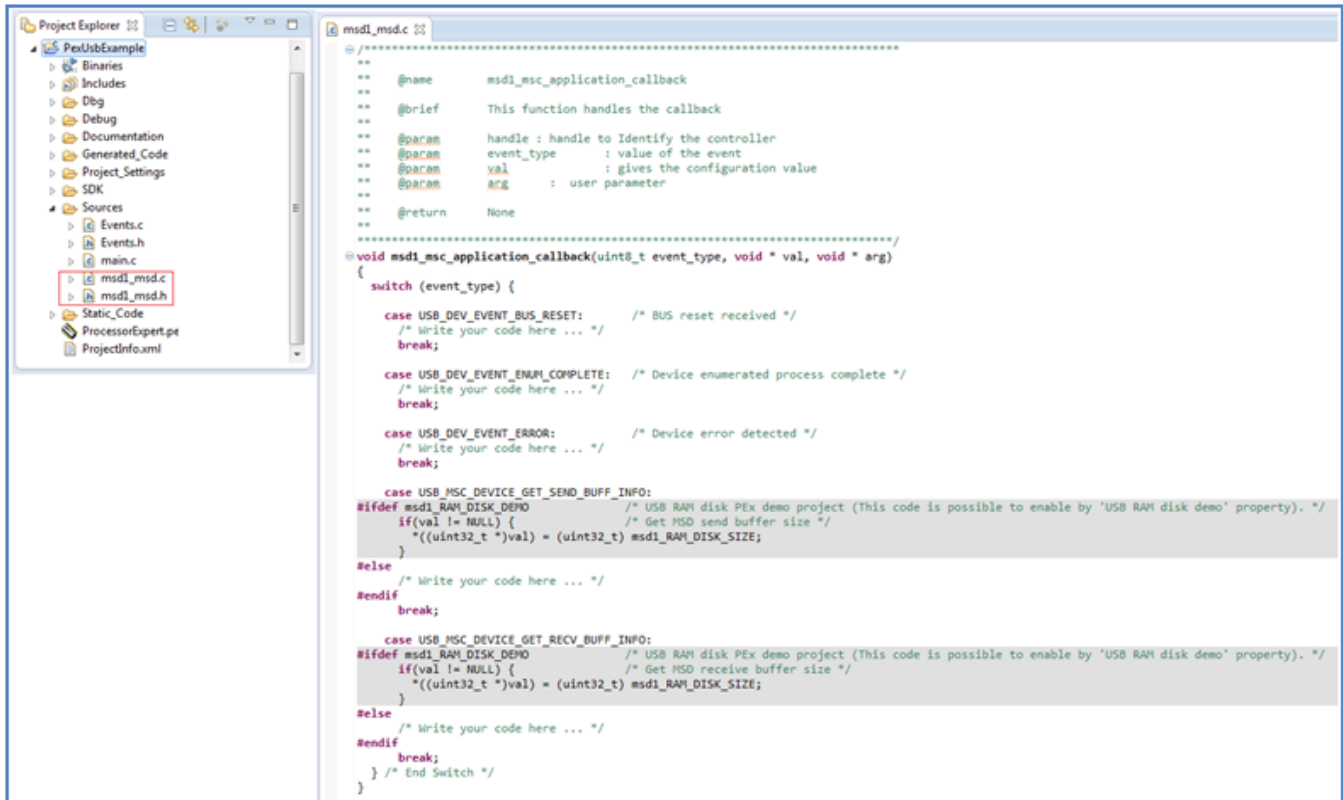 Project Explorer
PexUsbExample
Binaries
Includes
Dbg
Debug
Documentation
Generated_Code
Project_Settings
SDK
Sources
Events.c
Events.h
main.c
msd1_msd.c
msd1_msd.h
Static_Code
ProcessorExpert.pe
ProjectInfo.xml
msd1_msd.c
/******************************************************************************
**
**     @name        msd1_msc_application_callback
**
**     @brief       This function handles the callback
**
**     @param       handle : handle to Identify the controller
**     @param       event_type       : value of the event
**     @param       val              : gives the configuration value
**     @param       arg      :  user parameter
**
**     @return      None
**
******************************************************************************/
void msd1_msc_application_callback(uint8_t event_type, void * val, void * arg)
{
  switch (event_type) {
    case USB_DEV_EVENT_BUS_RESET:       /* BUS reset received */
      /* Write your code here ... */
      break;
    case USB_DEV_EVENT_ENUM_COMPLETE:   /* Device enumerated process complete */
      /* Write your code here ... */
      break;
    case USB_DEV_EVENT_ERROR:           /* Device error detected */
      /* Write your code here ... */
      break;
    case USB_MSC_DEVICE_GET_SEND_BUFF_INFO:
#ifdef msd1_RAM_DISK_DEMO              /* USB RAM disk PEx demo project (This code is possible to enable by 'USB RAM disk demo' property). */
      if(val != NULL) {                /* Get MSD send buffer size */
        *((uint32_t *)val) = (uint32_t) msd1_RAM_DISK_SIZE;
      }
#else
      /* Write your code here ... */
#endif
      break;
    case USB_MSC_DEVICE_GET_RECV_BUFF_INFO:
#ifdef msd1_RAM_DISK_DEMO              /* USB RAM disk PEx demo project (This code is possible to enable by 'USB RAM disk demo' property). */
      if(val != NULL) {                /* Get MSD receive buffer size */
        *((uint32_t *)val) = (uint32_t) msd1_RAM_DISK_SIZE;
      }
#else
      /* Write your code here ... */
#endif
      break;
  } /* End Switch */
}